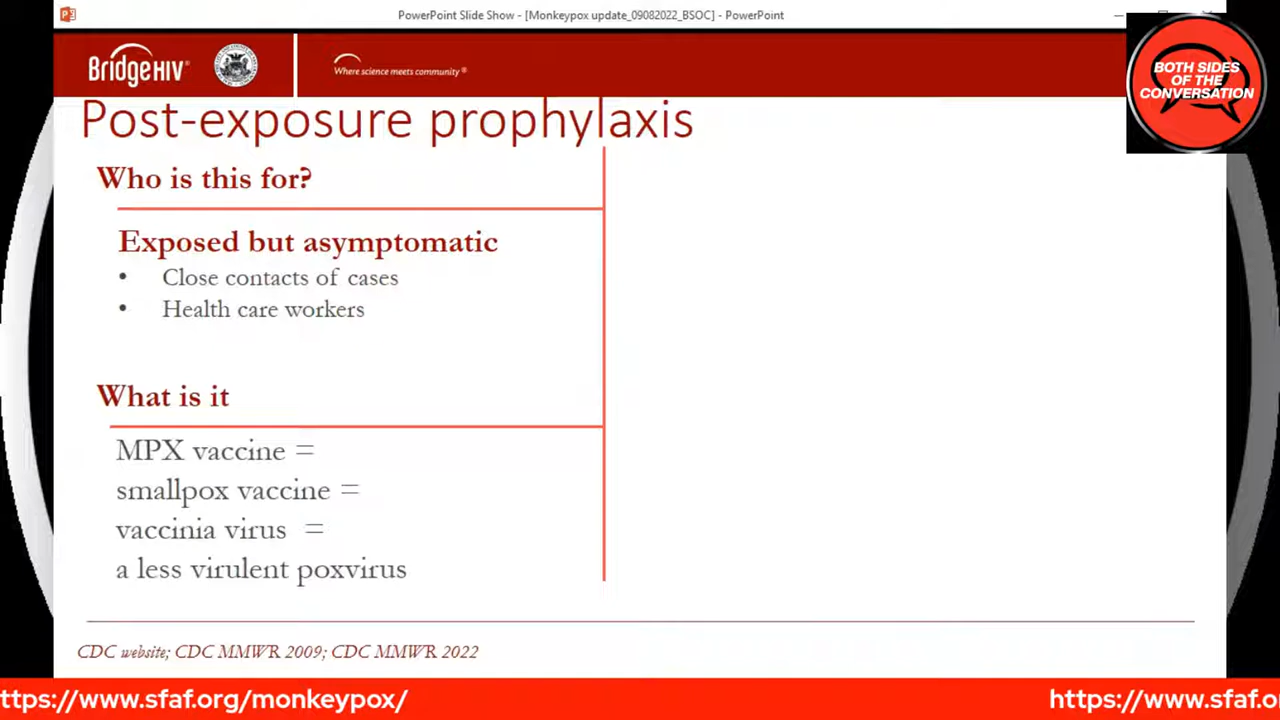 PowerPoint Slide Show - [Monkeypox update_09082022_BSOC] - PowerPoint
BridgeHIV®
Where science meets community®
BOTH SIDES
OF THE
CONVERSATION
Post-exposure prophylaxis
Who is this for?
Exposed but asymptomatic
• Close contacts of cases
• Health care workers
What is it
MPX vaccine =
smallpox vaccine =
vaccinia virus =
a less virulent poxvirus
CDC website; CDC MMWR 2009; CDC MMWR 2022
ttps://www.sfaf.org/monkeypox/ https://www.sfaf.or